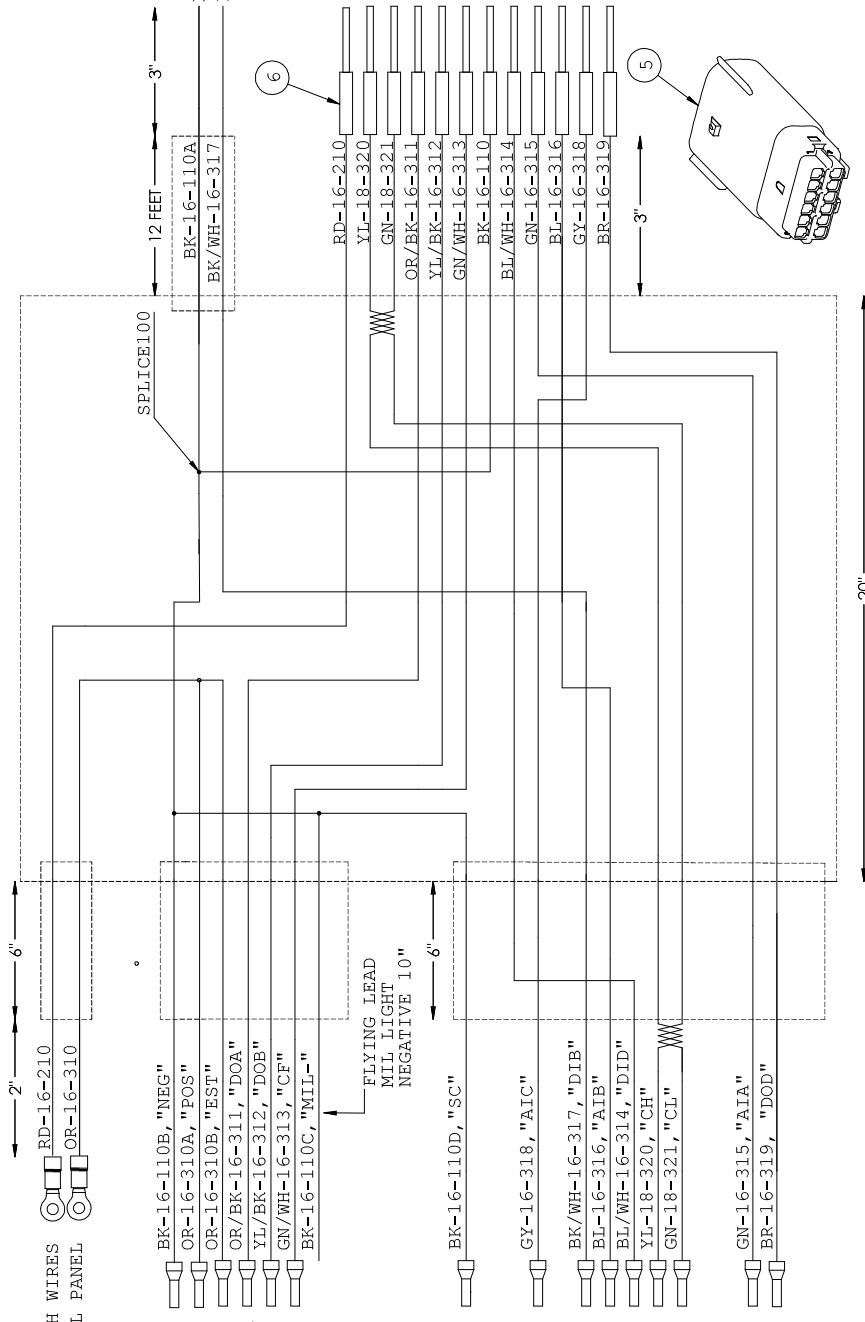 3"
12 FEET
BK-16-110A
BK/WH-16-317
SPLICE100
6
RD-16-210
YL-18-320
GN-18-321
OR/BK-16-311
YL/BK-16-312
GN/WH-16-313
BK-16-110
BL/WH-16-314
GN-16-315
BL-16-316
GY-16-318
BR-16-319
3"
5
20"
6"
2"
RD-16-210
OR-16-310
H WIRES
L PANEL
BK-16-110B,"NEG"
OR-16-310A,"POS"
OR-16-310B,"EST"
OR/BK-16-311,"DOA"
YL/BK-16-312,"DOB"
GN/WH-16-313,"CF"
BK-16-110C,"MIL-"
FLYING LEAD
MIL LIGHT
NEGATIVE 10"
6"
BK-16-110D,"SC"
GY-16-318,"AIC"
BK/WH-16-317,"DIB"
BL-16-316,"AIB"
BL/WH-16-314,"DID"
YL-18-320,"CH"
GN-18-321,"CL"
GN-16-315,"AIA"
BR-16-319,"DOD"